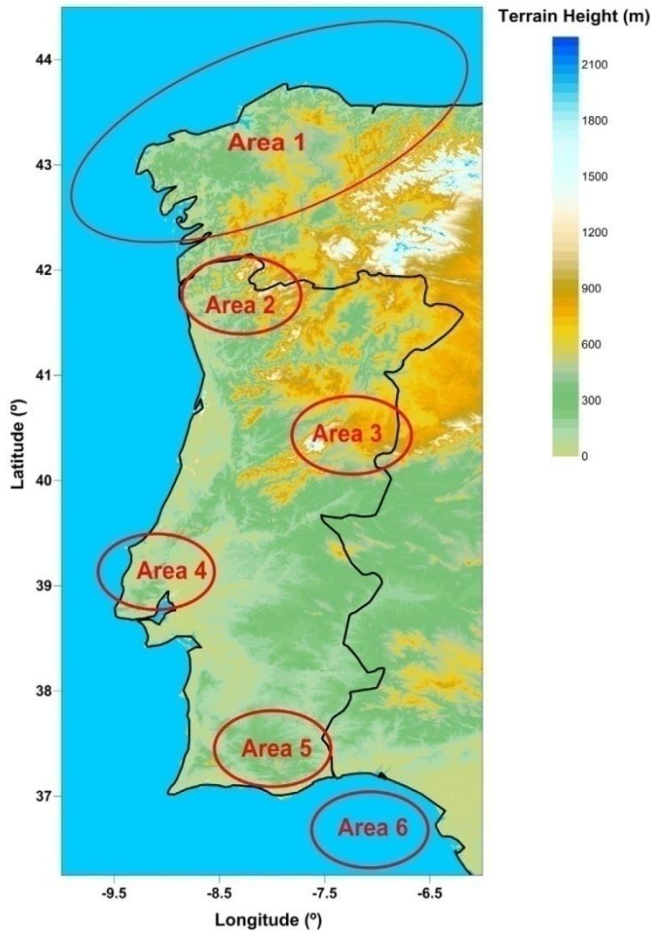 Terrain Height (m)
44
2100
1800
Area 1
43
1500
1200
42
Area 2
900
600
41
300
Area 3
0
Latitude (º)
40
Area 4
39
38
Area 5
37
Area 6
-9.5
-8.5
-7.5
-6.5
Longitude (º)